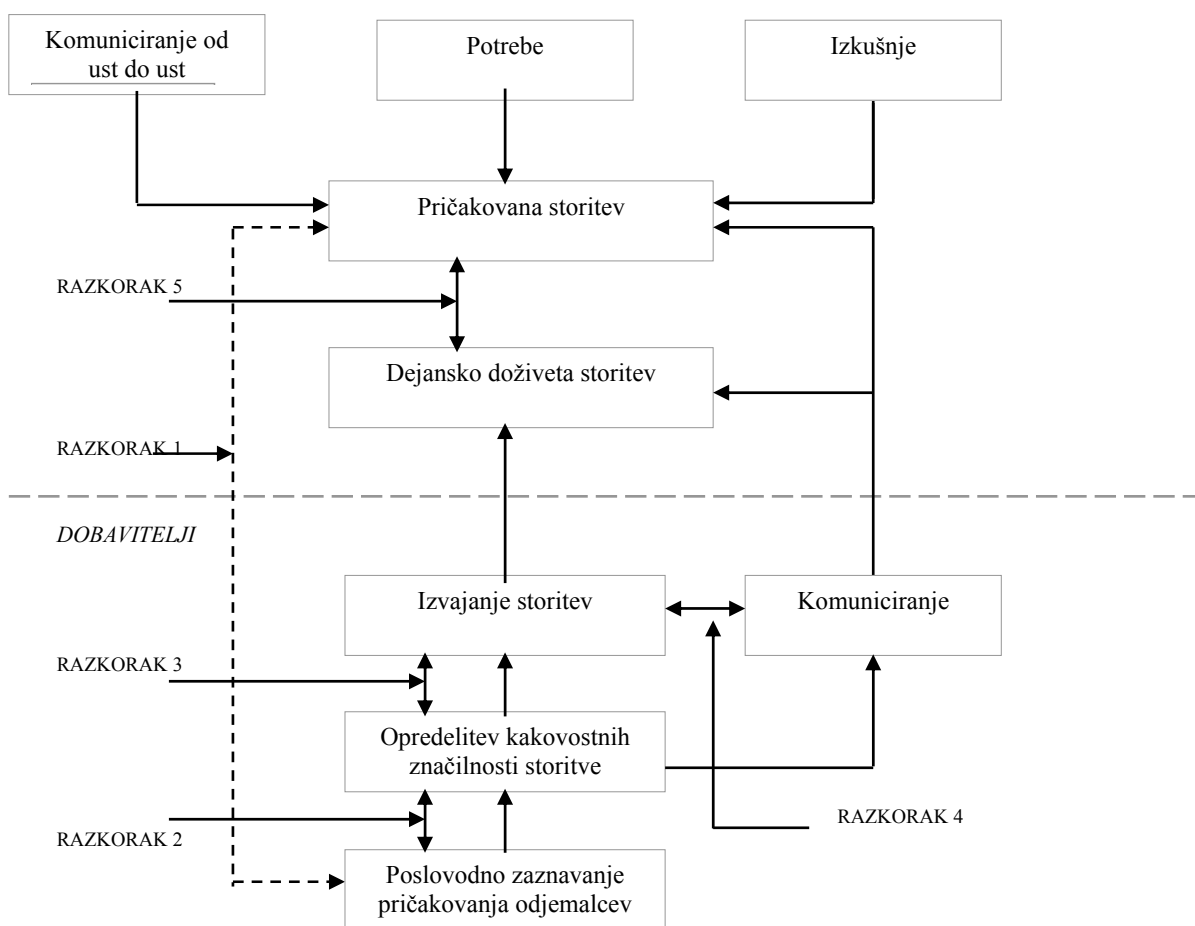 Komuniciranje od
ust do ust
Potrebe
Izkušnje
Pričakovana storitev
RAZKORAK 5
Dejansko doživeta storitev
RAZKORAK 1
DOBAVITELJI
Izvajanje storitev
Komuniciranje
RAZKORAK 3
Opredelitev kakovostnih
značilnosti storitve
RAZKORAK 4
RAZKORAK 2
Poslovodno zaznavanje
pričakovanja odjemalcev